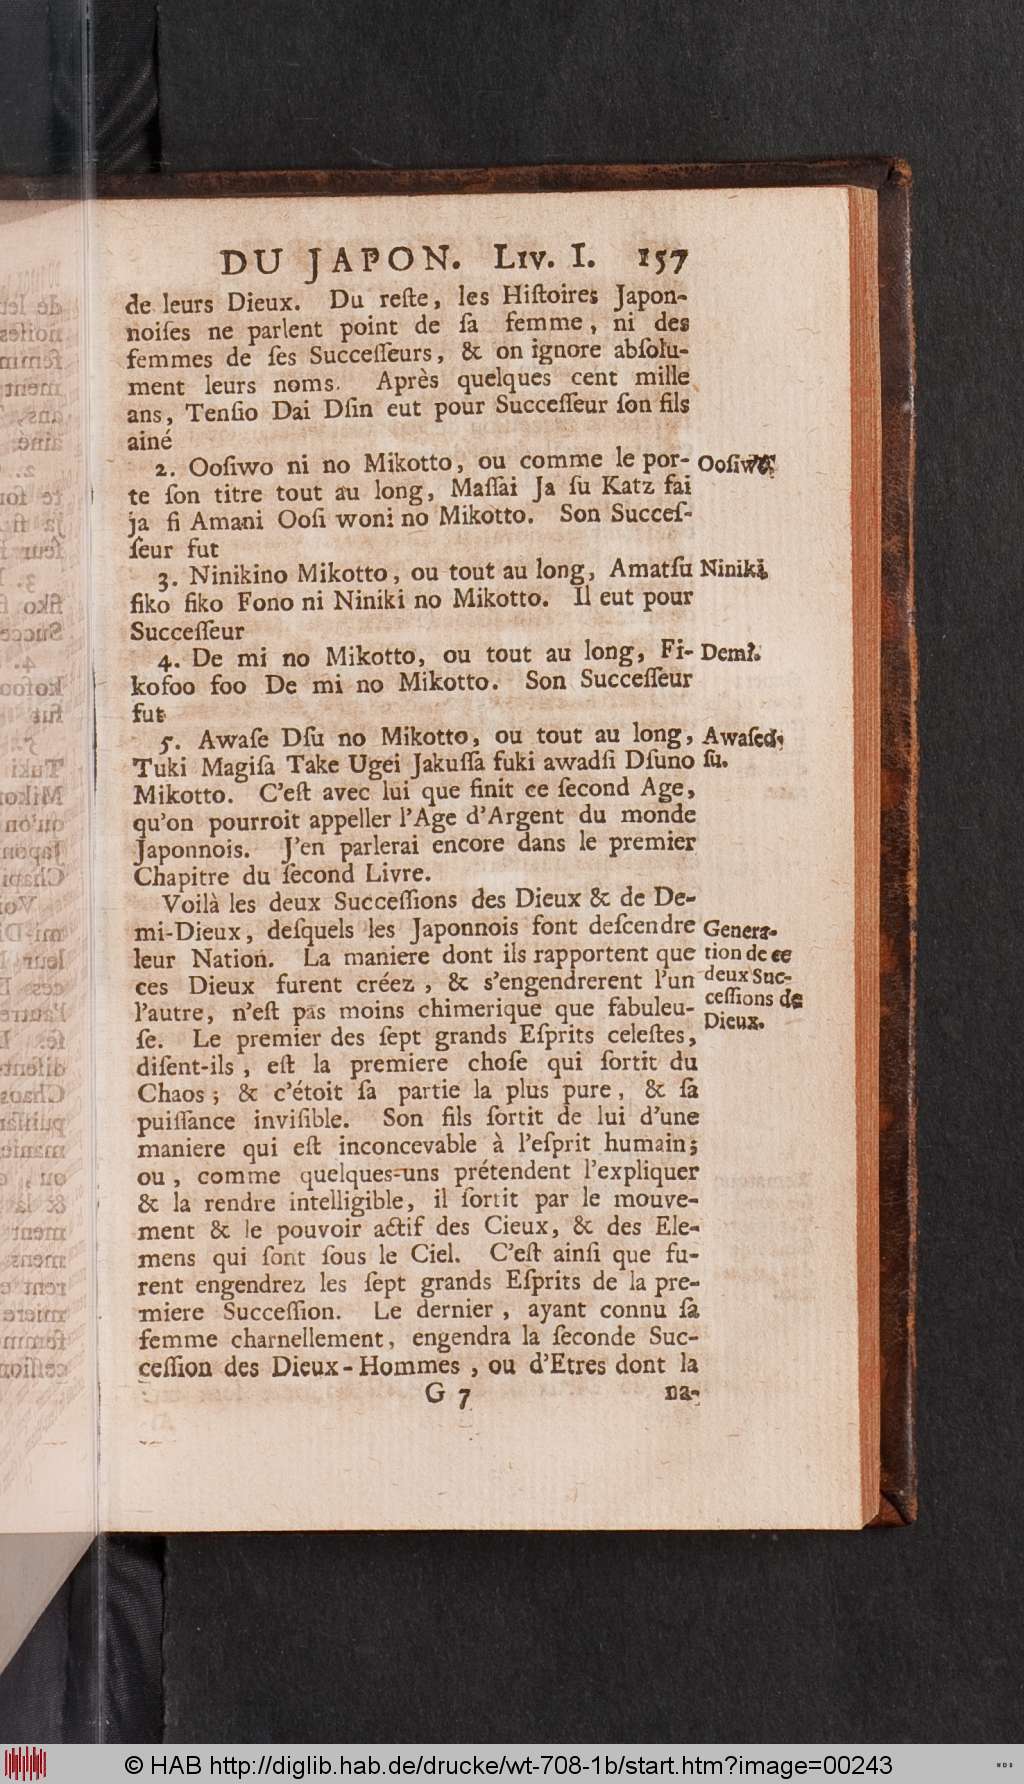 DU JAPON. Liv. I. 157
de leurs Dieux. Du reſte, les Hiſtoires Japon-
noiſes ne parlent point de ſa femme, ni des
femmes de ſes Succeſſeurs, & on ignore abſolu-
ment leurs noms. Après quelques cent mille
ans, Tenſio Dai Dſin eut pour Succeſſeur ſon fils
ainé
2. Ooſiwo ni no Mikotto, ou comme le por-
te ſon titre tout au long, Maſſai Ja ſu Katz fai
ja fi Amani Ooſi woni no Mikotto. Son Succeſ-
ſeur fut
3. Ninikino Mikotto, ou tout au long, Amatſu
fiko fiko Fono ni Niniki no Mikotto. Il eut pour
Succeſſeur
4. De mi no Mikotto, ou tout au long, Fi-
kofoo foo De mi no Mikotto. Son Succeſſeur
fut
5. Awaſe Dſu no Mikotto, ou tout au long,
Tuki Magiſa Take Ugei Jakuſſa fuki awadſi Dſuno
Mikotto. C'eſt avec lui que finit ce ſecond Age,
qu'on pourroit appeller l'Age d'Argent du monde
Japonnois. J'en parlerai encore dans le premier
Chapitre du ſecond Livre.
Voilà les deux Succeſſions des Dieux & de De-
mi-Dieux, deſquels les Japonnois font deſcendre
leur Nation. La maniere dont ils rapportent que
ces Dieux furent créez, & s'engendrerent l'un
l'autre, n'eſt pas moins chimerique que fabuleu-
ſe. Le premier des ſept grands Eſprits celeſtes,
diſent-ils, eſt la premiere choſe qui ſortit du
Chaos; & c'étoit ſa partie la plus pure, & ſa
puiſſance inviſible. Son fils ſortit de lui d'une
maniere qui eſt inconcevable à l'eſprit humain;
ou, comme quelques-uns prétendent l'expliquer
& la rendre intelligible, il ſortit par le mouve-
ment & le pouvoir actif des Cieux, & des Ele-
mens qui ſont ſous le Ciel. C'eſt ainſi que fu-
rent engendrez les ſept grands Eſprits de la pre-
miere Succeſſion. Le dernier, ayant connu ſa
femme charnellement, engendra la ſeconde Suc-
ceſſion des Dieux-Hommes, ou d'Etres dont la
G 7 na-
Ooſiwo.
Niniki.
Demi.
Awaſed-
ſu.
Genera-
tion de ce
deux Suc-
ceſſions de
Dieux.
© HAB http://diglib.hab.de/drucke/wt-708-1b/start.htm?image=00243